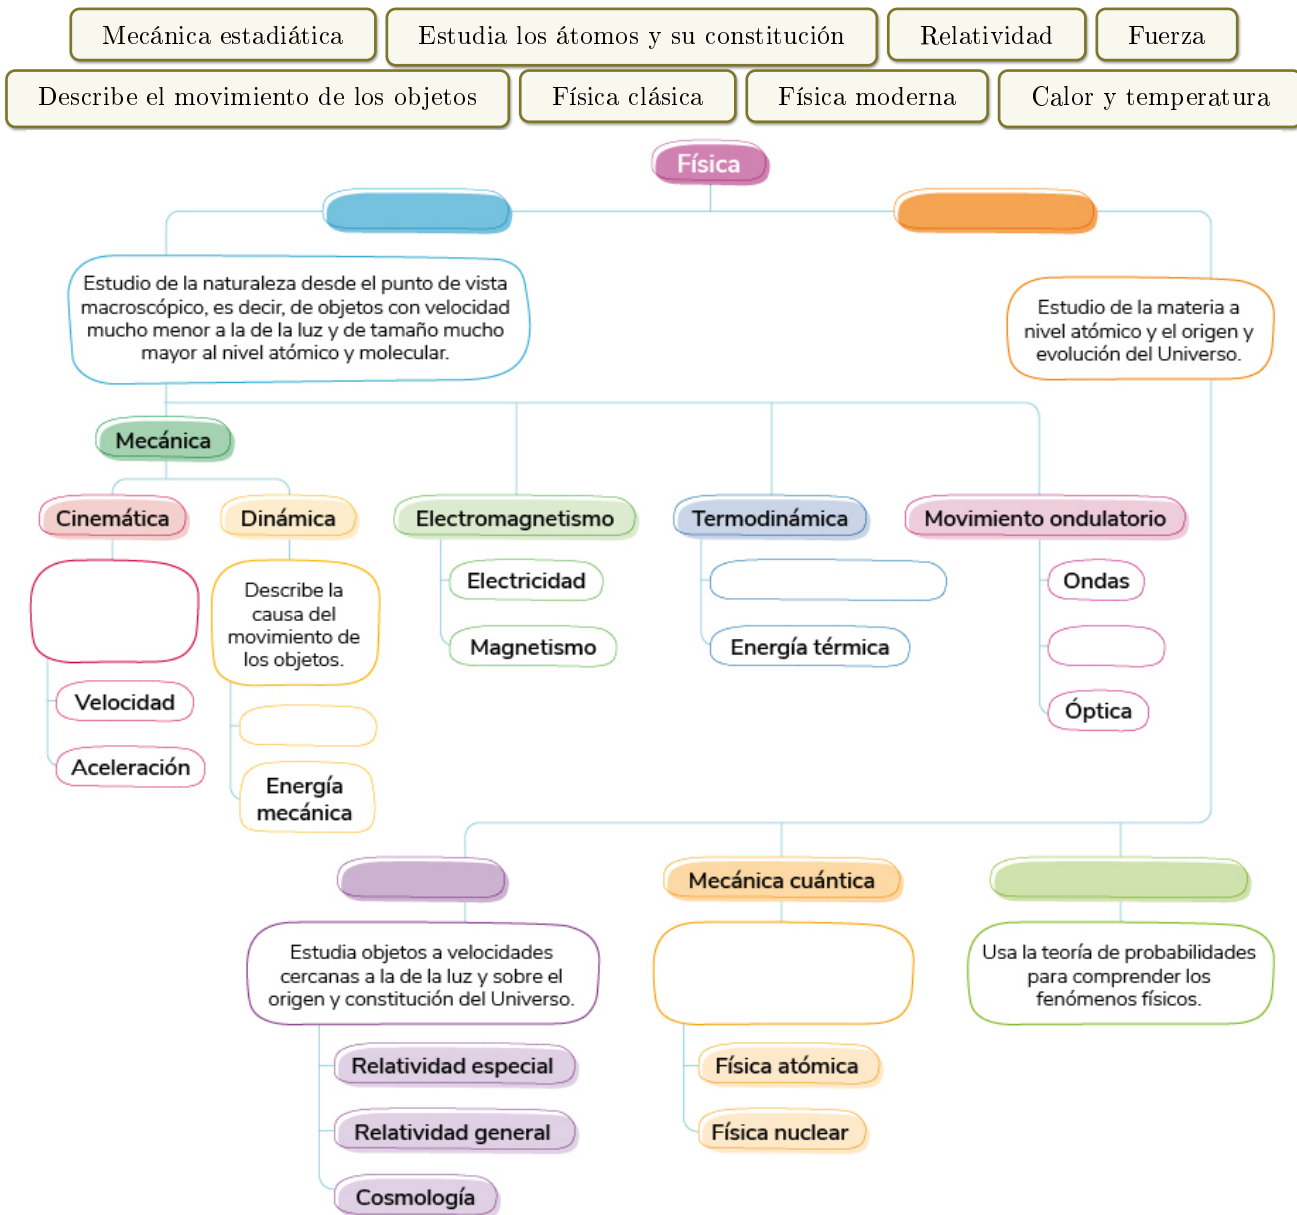 Mecánica estadiática
Estudia los átomos y su constitución
Relatividad
Fuerza
Describe el movimiento de los objetos
Física clásica
Física moderna
Calor y temperatura
Física
Estudio de la naturaleza desde el punto de vista
macroscópico, es decir, de objetos con velocidad
mucho menor a la de la luz y de tamaño mucho
mayor al nivel atómico y molecular.
Estudio de la materia a
nivel atómico y el origen y
evolución del Universo.
Mecánica
Cinemática
Dinámica
Electromagnetismo
Termodinámica
Movimiento ondulatorio
Describe la
causa del
movimiento de
los objetos.
Electricidad
Ondas
Magnetismo
Energía térmica
Velocidad
Óptica
Aceleración
Energía
mecánica
Mecánica cuántica
Estudia objetos a velocidades
cercanas a la de la luz y sobre el
origen y constitución del Universo.
Usa la teoría de probabilidades
para comprender los
fenómenos físicos.
Relatividad especial
Física atómica
Relatividad general
Física nuclear
Cosmología